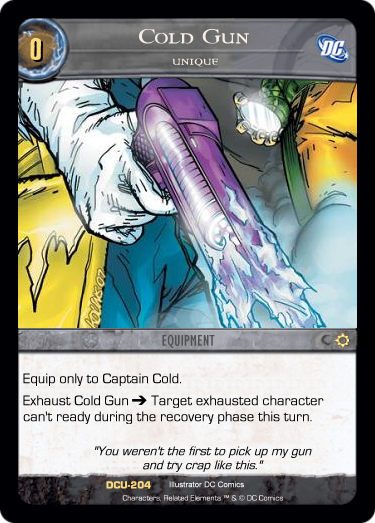 0
Cold Gun
UNIQUE
DC
EQUIPMENT
Equip only to Captain Cold.
Exhaust Cold Gun ➔ Target exhausted character
can't ready during the recovery phase this turn.
"You weren't the first to pick up my gun
and try crap like this."
DCU-204 Illustrator DC Comics
Characters, Related Elements ™ & © DC Comics